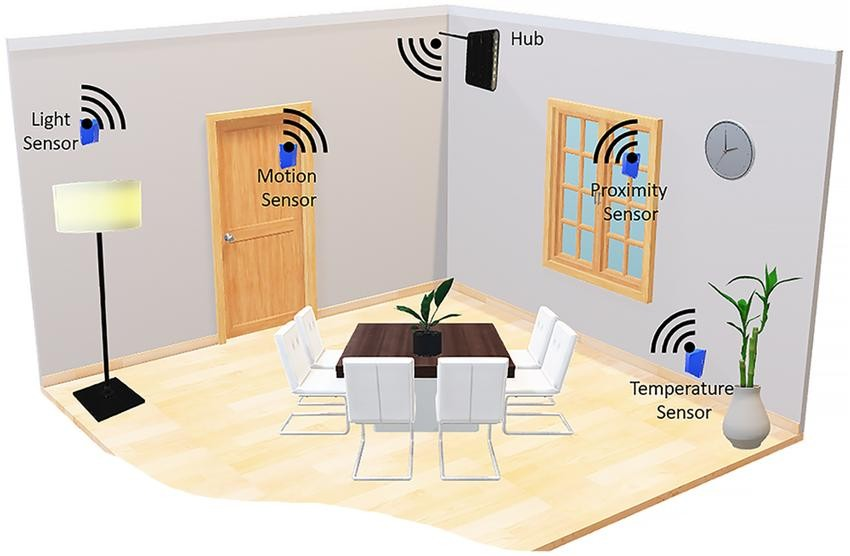 Hub
Light
Sensor
Motion
Sensor
Proximity
Sensor
Temperature
Sensor